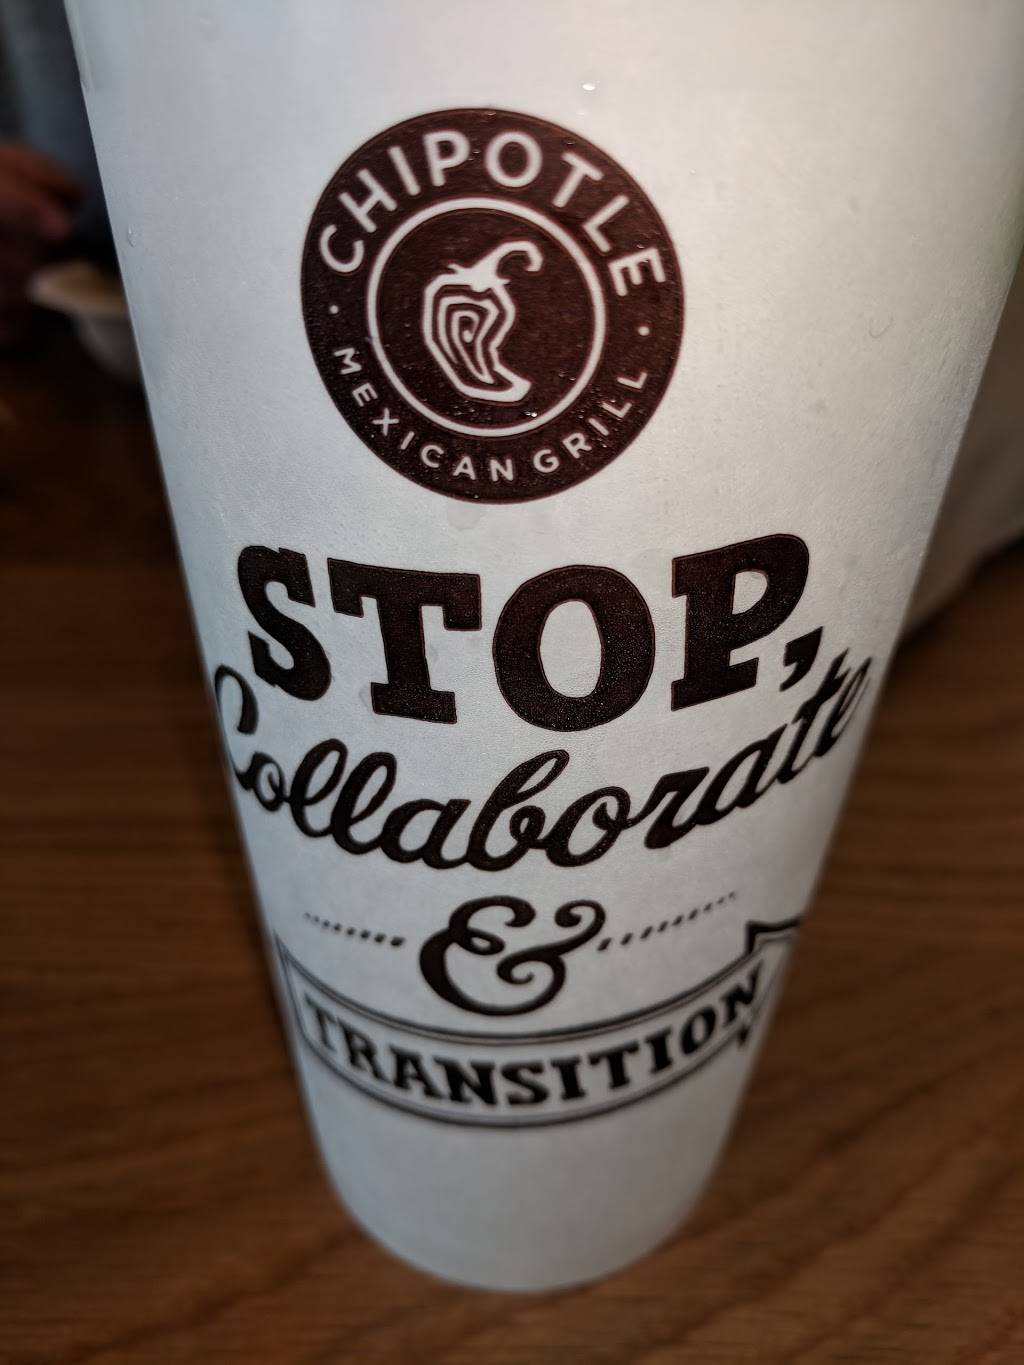 CHIPOTLE
MEXICAN GRILL
STOP,
Collaborate
&
TRANSITION